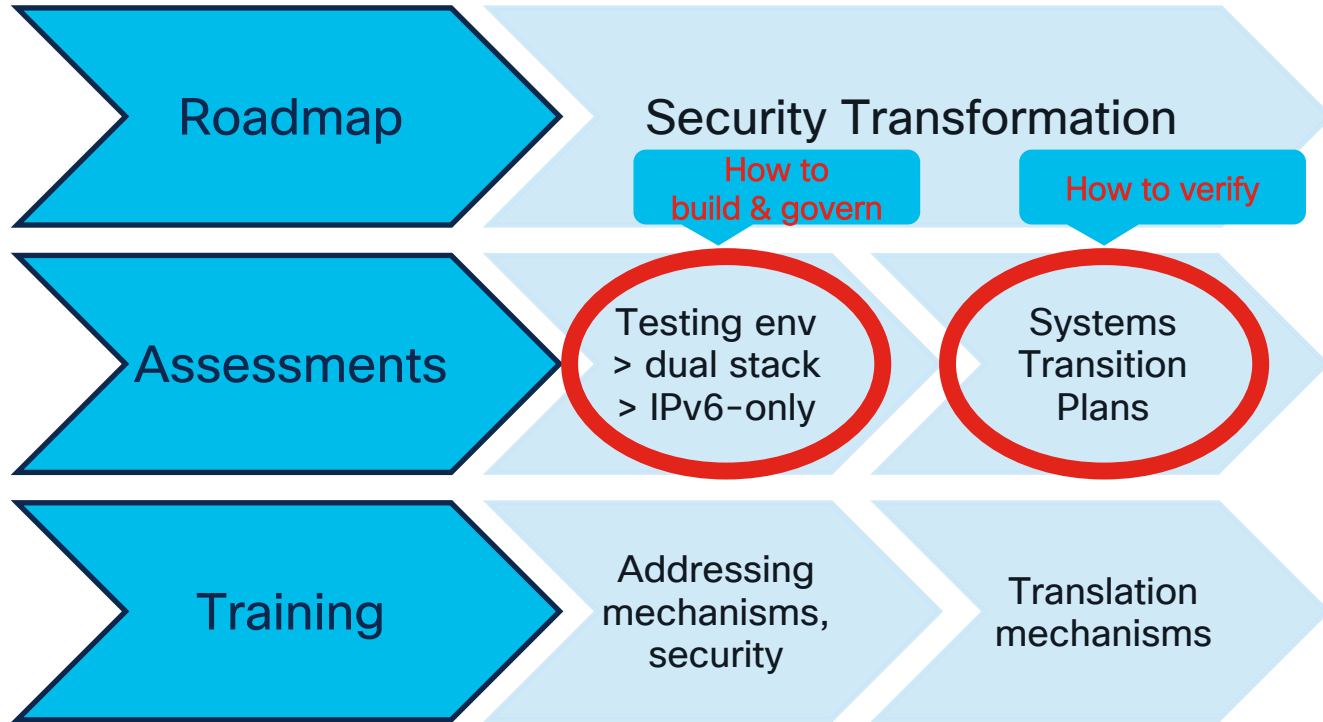 Roadmap
Security Transformation
How to
build & govern
How to verify
Assessments
Testing env
> dual stack
> IPv6-only
Systems
Transition
Plans
Training
Addressing
mechanisms,
security
Translation
mechanisms